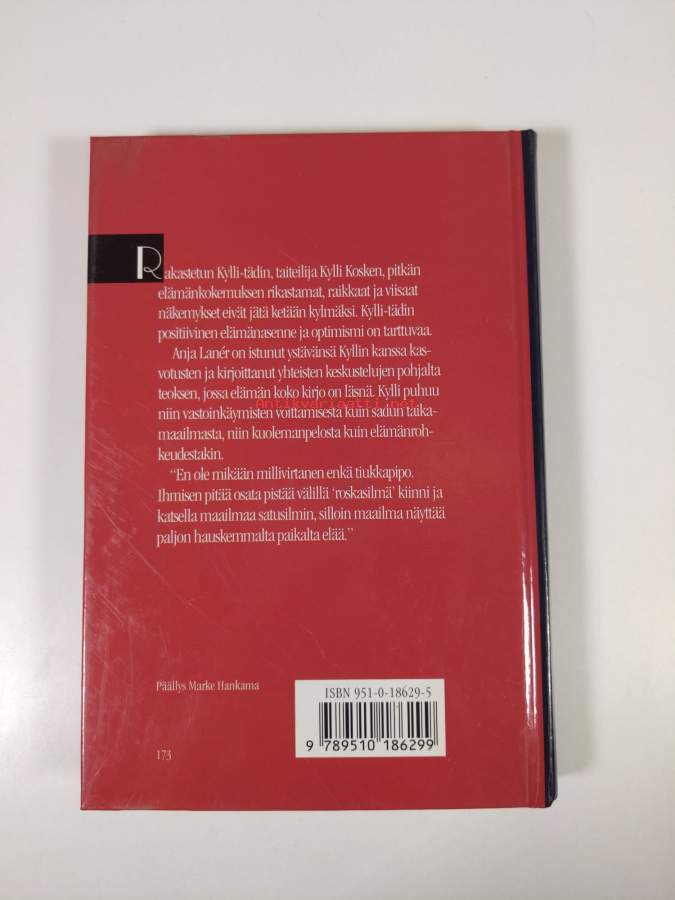 Rakastetun Kylli-tädin, taiteilija Kylli Kosken, pitkän
elämänkokemuksen rikastamat, raikkaat ja viisaat
näkemykset eivät jätä ketään kylmäksi. Kylli-tädin
positiivinen elämänasenne ja optimismi on tarttuvaa.
Anja Lanér on istunut ystävänsä Kyllin kanssa kas-
votusten ja kirjoittanut yhteisten keskustelujen pohjalta
teoksen, jossa elämän koko kirjo on läsnä. Kylli puhuu
Antikvariaatti.net
niin vastoinkäymisten voittamisesta kuin sadun taika-
maailmasta, niin kuolemanpelosta kuin elämänroh-
keudestakin.
“En ole mikään millivirtanen enkä tiukkapipo.
Ihmisen pitää osata pistää välillä ‘roskasilmä’ kiinni ja
katsella maailmaa satusilmin, silloin maailma näyttää
paljon hauskemmalta paikalta elää.”
Päällys Marke Hankama
ISBN 951-0-18629-5
9 789510 186299
173